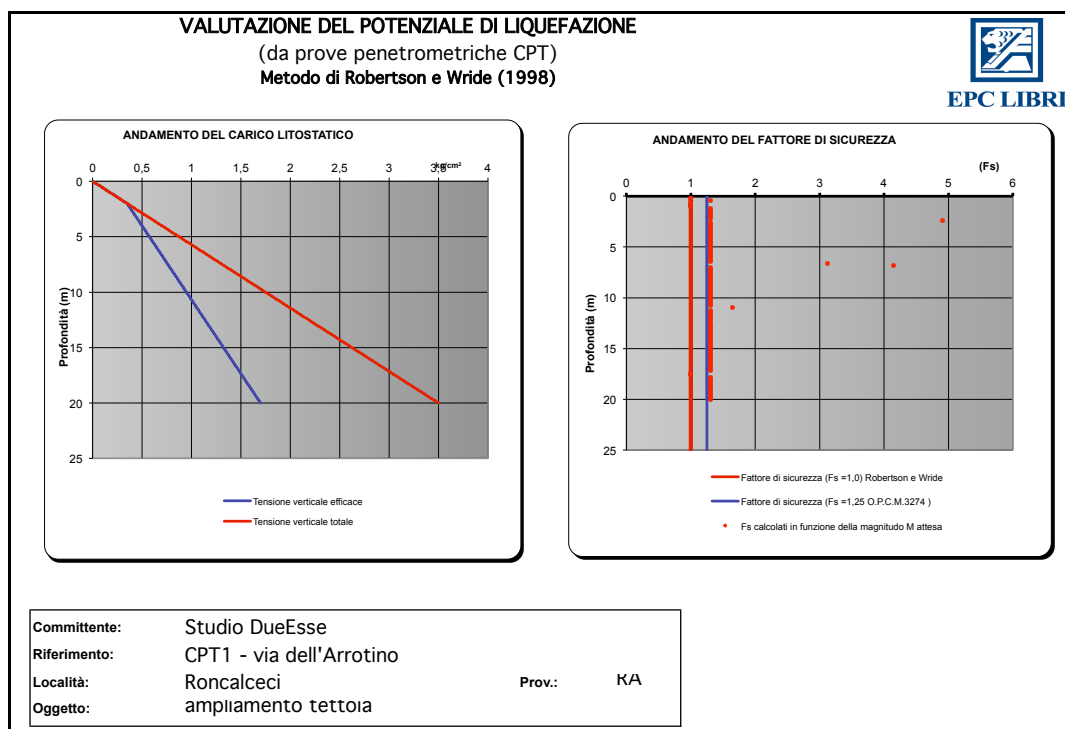 VALUTAZIONE DEL POTENZIALE DI LIQUEFAZIONE
(da prove penetrometriche CPT)
Metodo di Robertson e Wride (1998)
EPC LIBRI
ANDAMENTO DEL CARICO LITOSTATICO
0 0,5 1 1,5 2 2,5 3 3,5 kg/cm² 4
0
5
10
15
20
25
Profondità (m)
Tensione verticale efficace
Tensione verticale totale
ANDAMENTO DEL FATTORE DI SICUREZZA
(Fs)
0 1 2 3 4 5 6
0
5
10
15
20
25
Profondità (m)
Fattore di sicurezza (Fs =1,0) Robertson e Wride
Fattore di sicurezza (Fs =1,25 O.P.C.M.3274 )
Fs calcolati in funzione della magnitudo M attesa
Committente: Studio DueEsse
Riferimento: CPT1 - via dell'Arrotino
Località: Roncalceci Prov.: RA
Oggetto: ampliamento tettoia